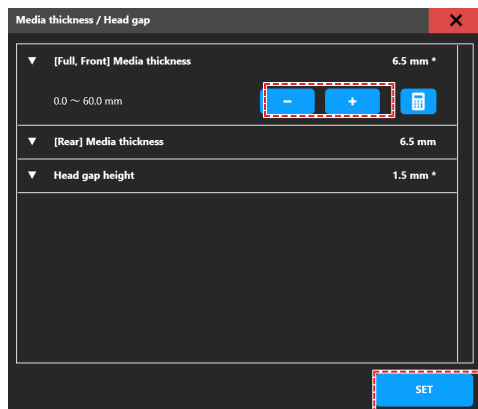 Media thickness / Head gap
▼ [Full, Front] Media thickness 6.5 mm *
0.0 ～ 60.0 mm − +
▼ [Rear] Media thickness 6.5 mm
▼ Head gap height 1.5 mm *
SET